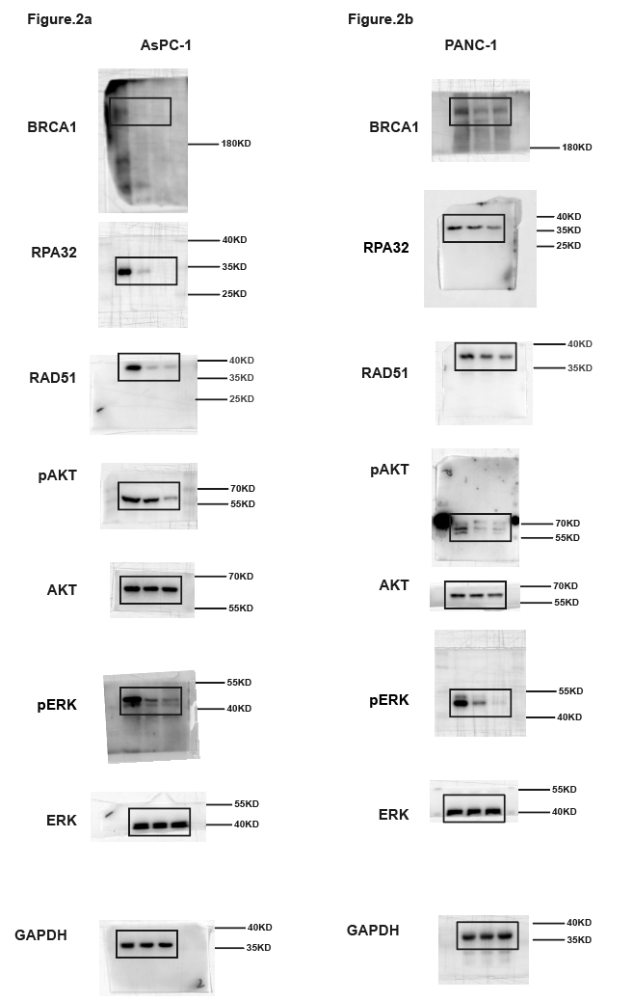 Figure.2a
AsPC-1
BRCA1
180KD
RPA32
40KD
35KD
25KD
RAD51
40KD
35KD
25KD
pAKT
70KD
55KD
AKT
70KD
55KD
pERK
55KD
40KD
ERK
55KD
40KD
GAPDH
40KD
35KD
2
Figure.2b
PANC-1
BRCA1
180KD
RPA32
40KD
35KD
25KD
RAD51
40KD
35KD
pAKT
70KD
55KD
AKT
70KD
55KD
pERK
55KD
40KD
ERK
55KD
40KD
GAPDH
40KD
35KD